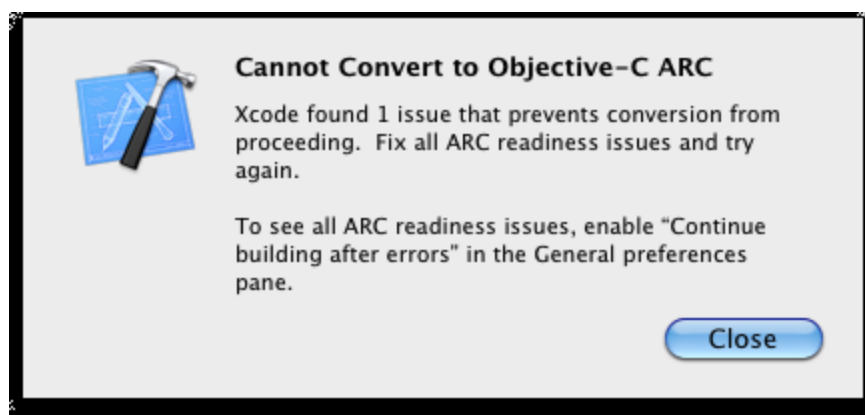 Cannot Convert to Objective-C ARC
Xcode found 1 issue that prevents conversion from
proceeding.  Fix all ARC readiness issues and try
again.
To see all ARC readiness issues, enable “Continue
building after errors” in the General preferences
pane.
Close